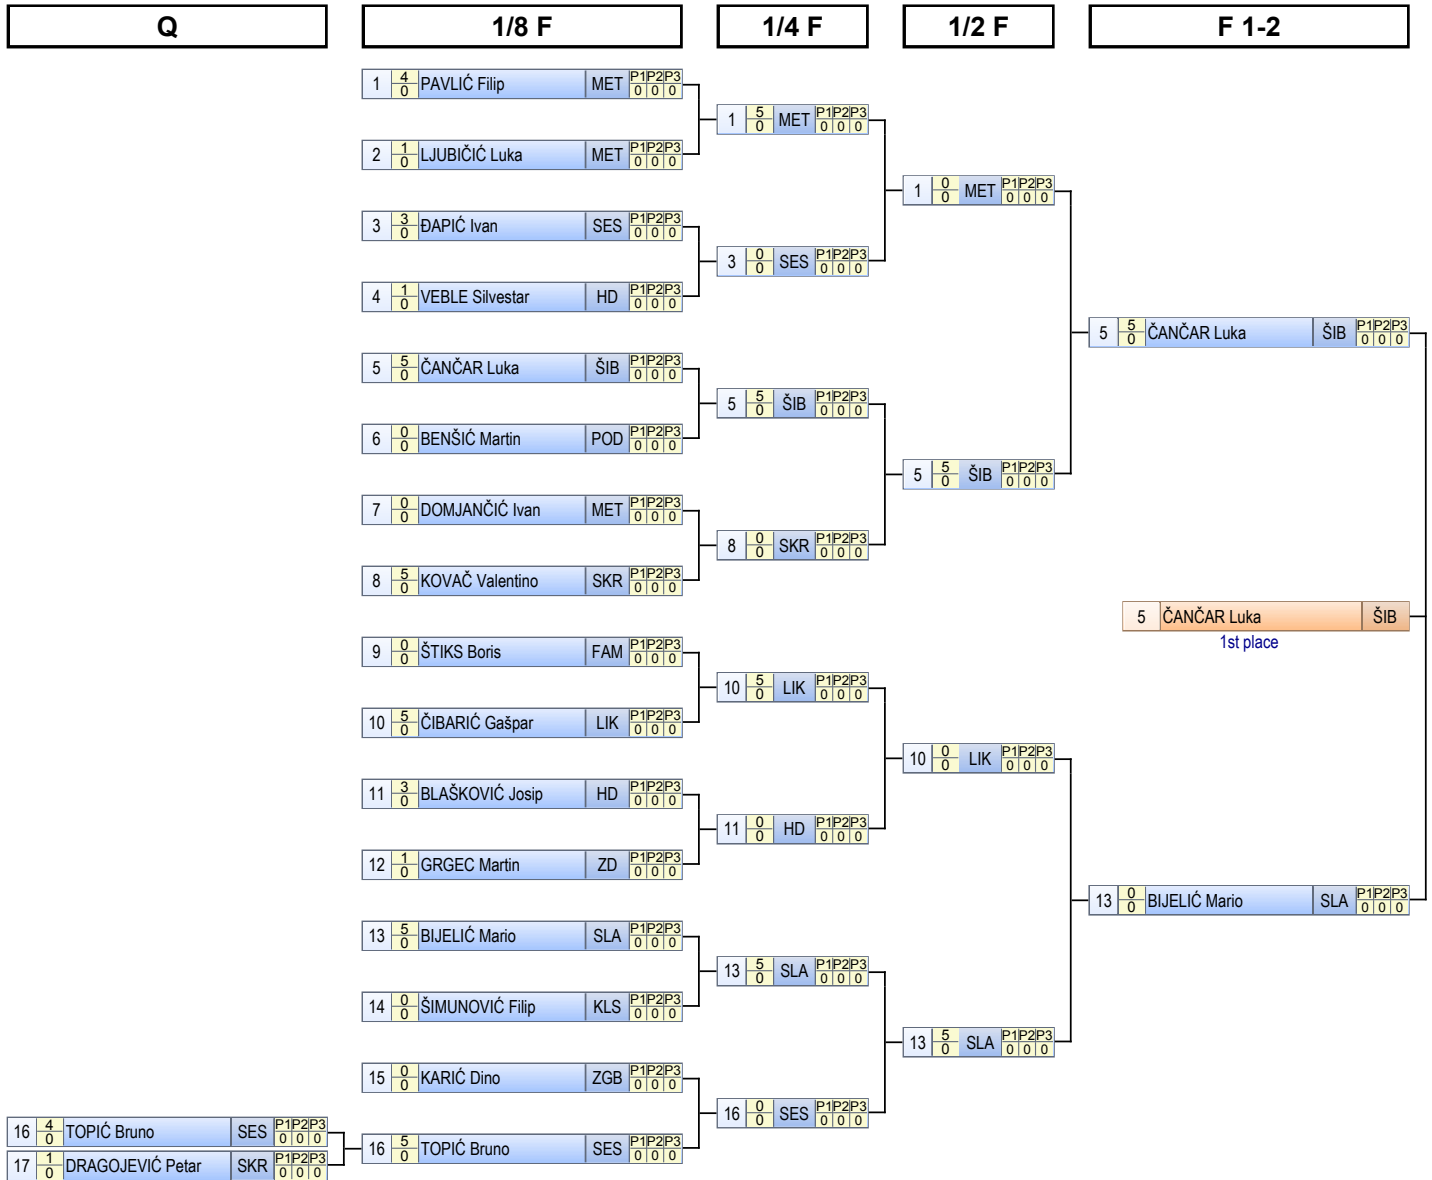 Q 1/8 F 1/4 F 1/2 F F 1-2
1 4 0 PAVLIĆ Filip MET P1 P2 P3 0 0 0
1 5 0 MET P1 P2 P3 0 0 0
2 1 0 LJUBIČIĆ Luka MET P1 P2 P3 0 0 0
1 0 0 MET P1 P2 P3 0 0 0
3 3 0 ĐAPIĆ Ivan SES P1 P2 P3 0 0 0
3 0 0 SES P1 P2 P3 0 0 0
4 1 0 VEBLE Silvestar HD P1 P2 P3 0 0 0
5 5 0 ČANČAR Luka ŠIB P1 P2 P3 0 0 0
5 5 0 ČANČAR Luka ŠIB P1 P2 P3 0 0 0
5 5 0 ŠIB P1 P2 P3 0 0 0
6 0 0 BENŠIĆ Martin POD P1 P2 P3 0 0 0
5 5 0 ŠIB P1 P2 P3 0 0 0
7 0 0 DOMJANČIĆ Ivan MET P1 P2 P3 0 0 0
8 0 0 SKR P1 P2 P3 0 0 0
8 5 0 KOVAČ Valentino SKR P1 P2 P3 0 0 0
5 ČANČAR Luka ŠIB
1st place
9 0 0 ŠTIKS Boris FAM P1 P2 P3 0 0 0
10 5 0 LIK P1 P2 P3 0 0 0
10 5 0 ČIBARIĆ Gašpar LIK P1 P2 P3 0 0 0
10 0 0 LIK P1 P2 P3 0 0 0
11 3 0 BLAŠKOVIĆ Josip HD P1 P2 P3 0 0 0
11 0 0 HD P1 P2 P3 0 0 0
12 1 0 GRGEC Martin ZD P1 P2 P3 0 0 0
13 0 0 BIJELIĆ Mario SLA P1 P2 P3 0 0 0
13 5 0 BIJELIĆ Mario SLA P1 P2 P3 0 0 0
13 5 0 SLA P1 P2 P3 0 0 0
14 0 0 ŠIMUNOVIĆ Filip KLS P1 P2 P3 0 0 0
13 5 0 SLA P1 P2 P3 0 0 0
15 0 0 KARIĆ Dino ZGB P1 P2 P3 0 0 0
16 0 0 SES P1 P2 P3 0 0 0
16 4 0 TOPIĆ Bruno SES P1 P2 P3 0 0 0
16 5 0 TOPIĆ Bruno SES P1 P2 P3 0 0 0
17 1 0 DRAGOJEVIĆ Petar SKR P1 P2 P3 0 0 0